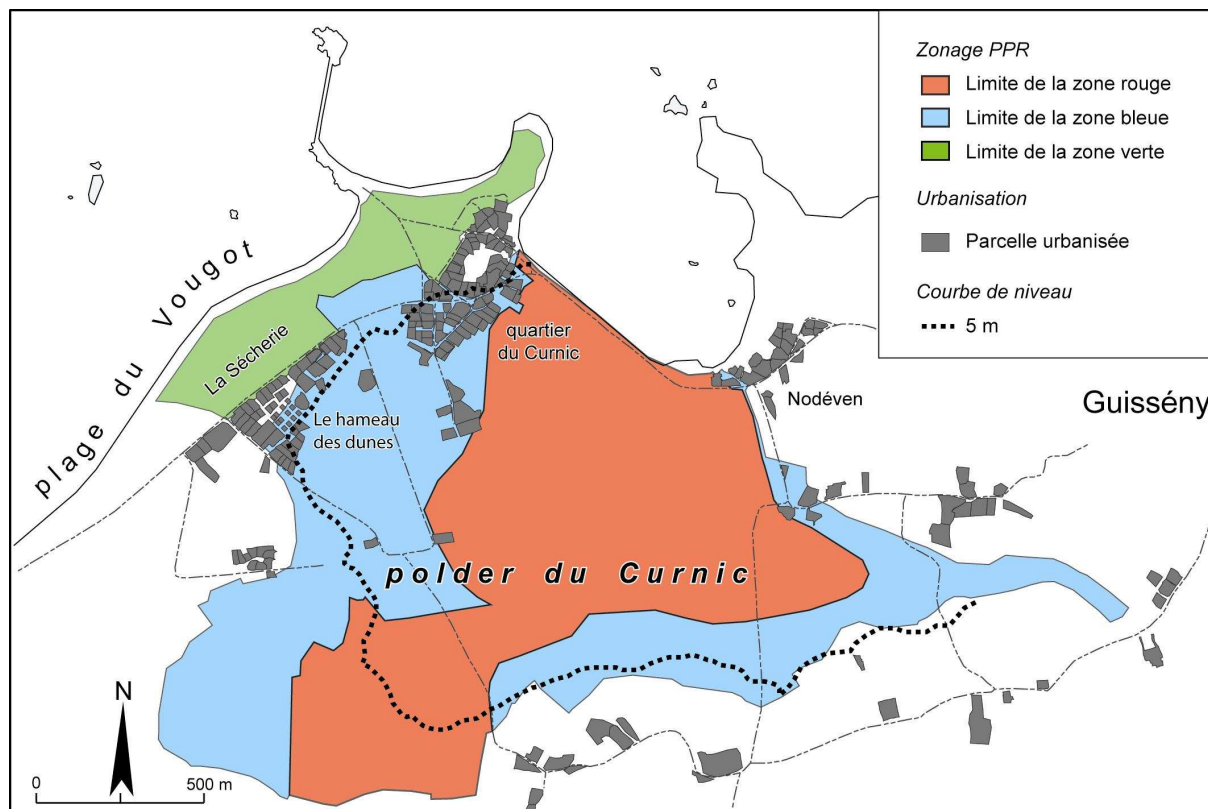 Zonage PPR
Limite de la zone rouge
Limite de la zone bleue
Limite de la zone verte
Urbanisation
Parcelle urbanisée
Courbe de niveau
5 m
plage du Vougot
La Sécherie
quartier
du Curnic
Le hameau
des dunes
Nodéven
Guissény
polder du Curnic
N
0 500 m